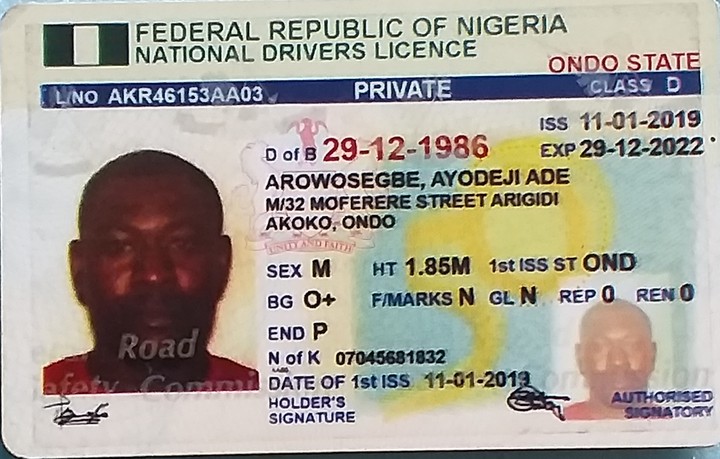 FEDERAL REPUBLIC OF NIGERIA
NATIONAL DRIVERS LICENCE
ONDO STATE
L/NO AKR46153AA03 PRIVATE CLASS D
ISS 11-01-2019
D of B 29-12-1986 EXP 29-12-2022
AROWOSEGBE, AYODEJI ADE
M/32 MOFERERE STREET ARIGIDI
AKOKO, ONDO
UNITY AND FAITH
SEX M HT 1.85M 1st ISS ST OND
BG O+ F/MARKS N GL N REP 0 REN 0
END P
Road
N of K 07045681832
DATE OF 1st ISS 11-01-2019
HOLDER'S
SIGNATURE
AUTHORISED
SIGNATORY